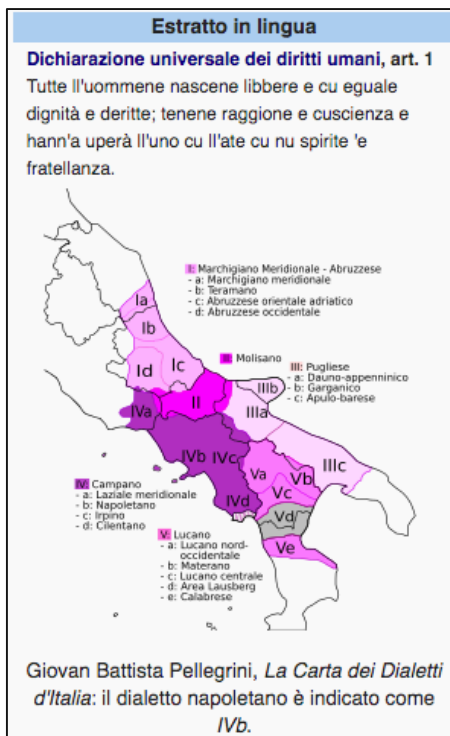 Estratto in lingua
Dichiarazione universale dei diritti umani, art. 1
Tutte ll'uommene nascene libbere e cu eguale
dignità e deritte; tenene raggione e cuscienza e
hann'a uperà ll'uno cu ll'ate cu nu spirite 'e
fratellanza.
I: Marchigiano Meridionale - Abruzzese
- a: Marchigiano meridionale
- b: Teramano
- c: Abruzzese orientale adriatico
- d: Abruzzese occidentale
Ia
Ib
Ic
Id
II: Molisano
III: Pugliese
- a: Dauno-appenninico
- b: Garganico
- c: Apulo-barese
IIIb
IVa
II
IIIa
IVb
IVc
IIIc
Va
Vb
Vc
IVd
Vd
Ve
IV: Campano
- a: Laziale meridionale
- b: Napoletano
- c: Irpino
- d: Cilentano
V: Lucano
- a: Lucano nord-
occidentale
- b: Materano
- c: Lucano centrale
- d: Area Lausberg
- e: Calabrese
Giovan Battista Pellegrini, La Carta dei Dialetti
d'Italia: il dialetto napoletano è indicato come
IVb.